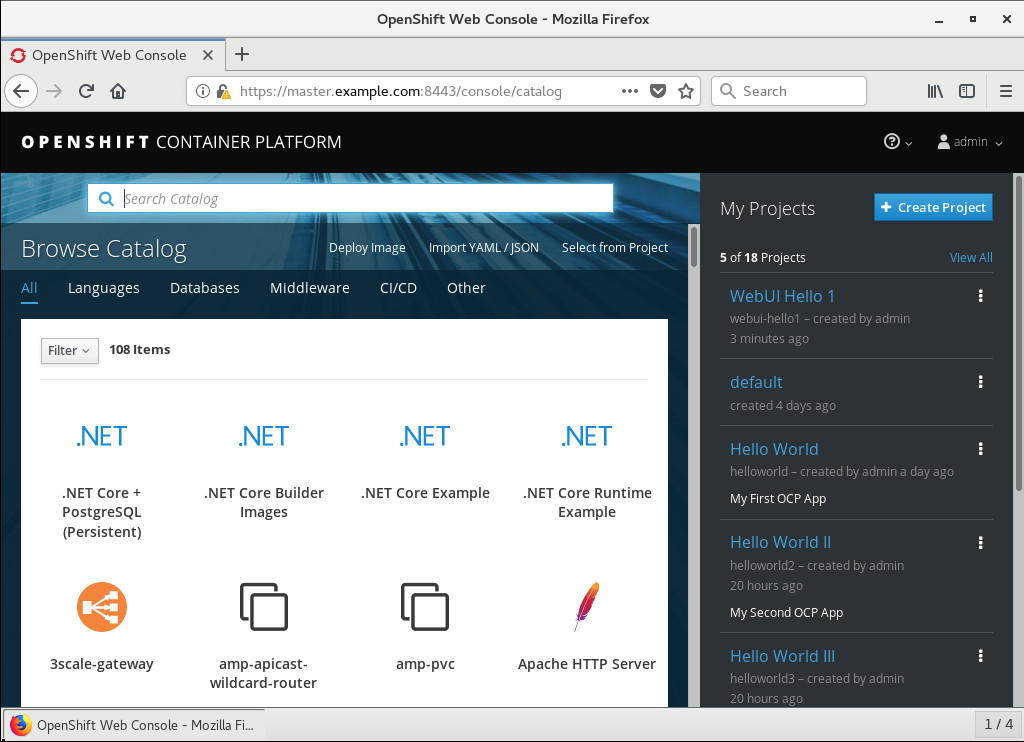 OpenShift Web Console - Mozilla Firefox
OpenShift Web Console
https://master.example.com:8443/console/catalog
Search
OPENSHIFT CONTAINER PLATFORM
admin
Search Catalog
Browse Catalog
Deploy Image
Import YAML / JSON
Select from Project
All
Languages
Databases
Middleware
CI/CD
Other
Filter
108 Items
.NET
.NET Core +
PostgreSQL
(Persistent)
.NET
.NET Core Builder
Images
.NET
.NET Core Example
.NET
.NET Core Runtime
Example
3scale-gateway
amp-apicast-
wildcard-router
amp-pvc
Apache HTTP Server
My Projects
+ Create Project
5 of 18 Projects
View All
WebUI Hello 1
webui-hello1 – created by admin
3 minutes ago
default
created 4 days ago
Hello World
helloworld – created by admin a day ago
My First OCP App
Hello World II
helloworld2 – created by admin
20 hours ago
My Second OCP App
Hello World III
helloworld3 – created by admin
20 hours ago
OpenShift Web Console - Mozilla Fi...
1 / 4